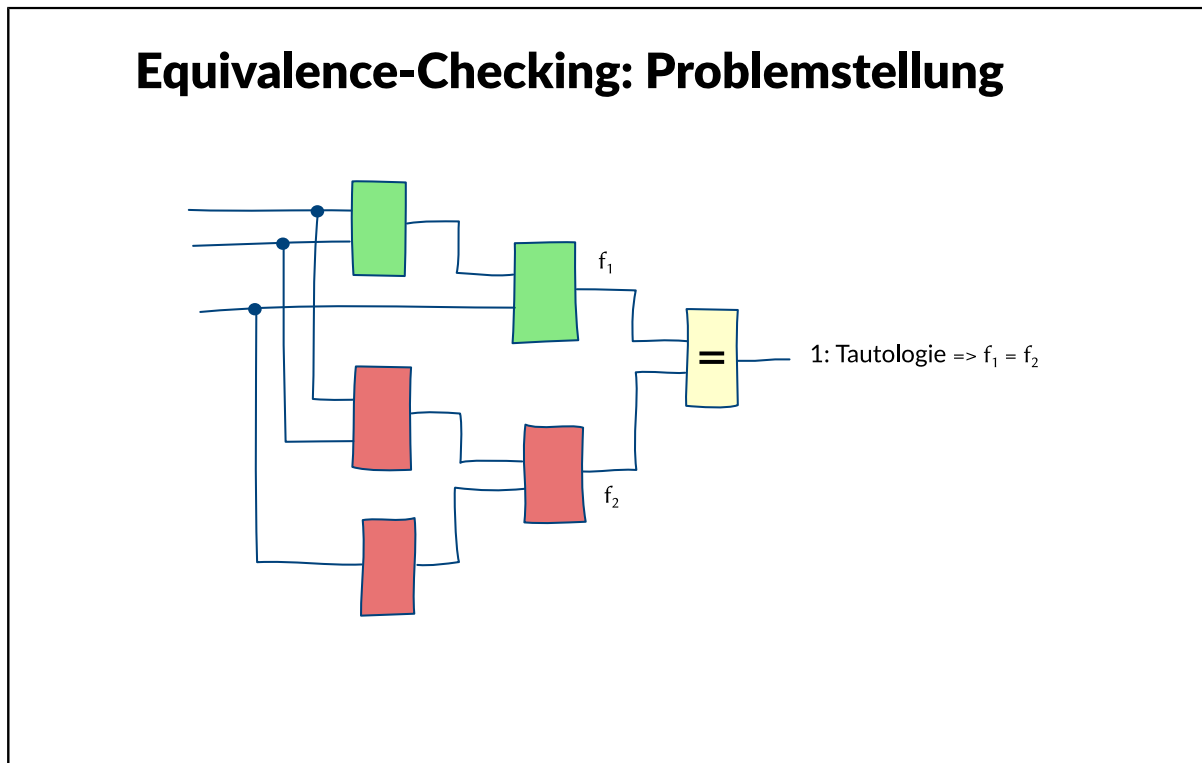 Equivalence-Checking: Problemstellung
f₁
=
1: Tautologie => f₁ = f₂
f₂